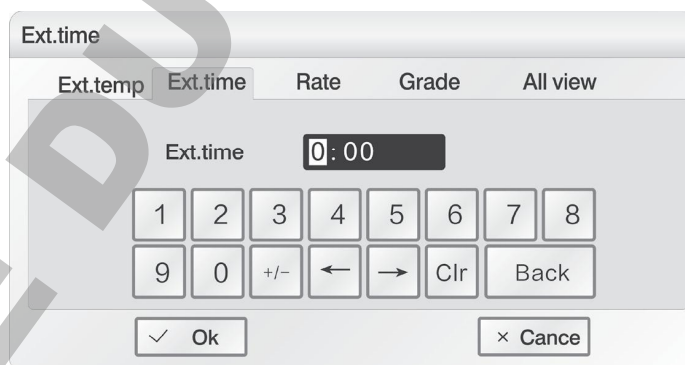 Ext.time
Ext.temp Ext.time Rate Grade All view
Ext.time 0:00
1 2 3 4 5 6 7 8
9 0 +/- ← → Clr Back
✓ Ok × Cance